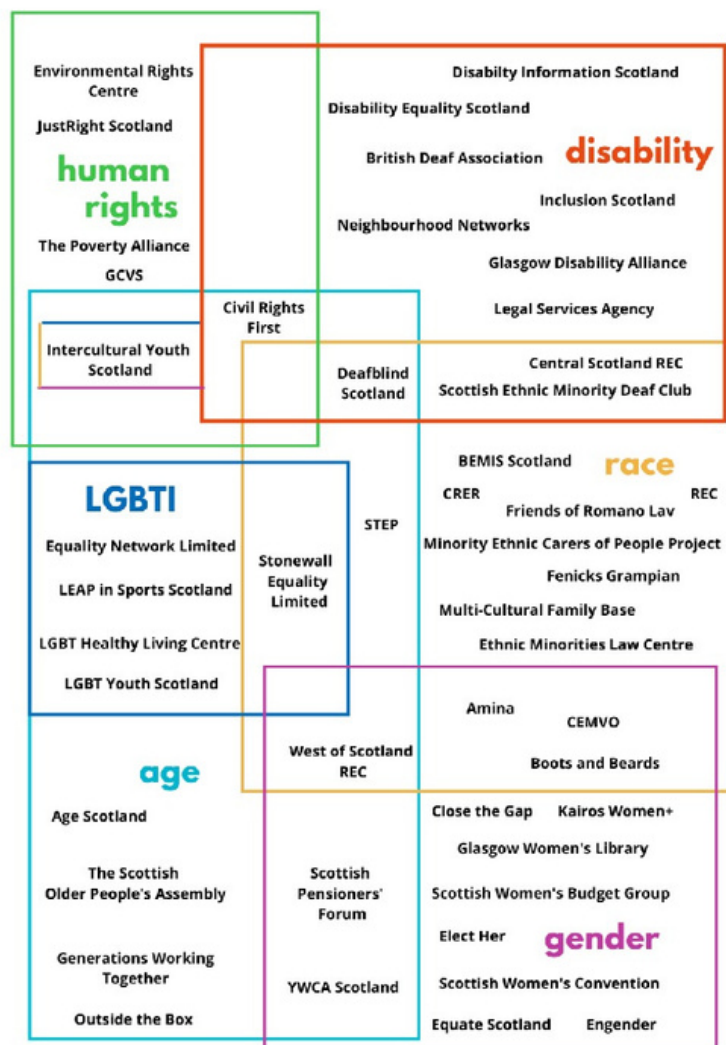 Environmental Rights
Centre
JustRight Scotland
human
rights
The Poverty Alliance
GCVS
Disabilty Information Scotland
Disability Equality Scotland
British Deaf Association
disability
Inclusion Scotland
Neighbourhood Networks
Glasgow Disability Alliance
Legal Services Agency
Civil Rights
First
Intercultural Youth
Scotland
Deafblind
Scotland
Central Scotland REC
Scottish Ethnic Minority Deaf Club
BEMIS Scotland
race
CRER
REC
Friends of Romano Lav
STEP
Minority Ethnic Carers of People Project
Fenicks Grampian
Multi-Cultural Family Base
Ethnic Minorities Law Centre
LGBTI
Equality Network Limited
LEAP in Sports Scotland
LGBT Healthy Living Centre
LGBT Youth Scotland
Stonewall
Equality
Limited
Amina
CEMVO
Boots and Beards
West of Scotland
REC
age
Age Scotland
The Scottish
Older People's Assembly
Generations Working
Together
Outside the Box
Scottish
Pensioners'
Forum
YWCA Scotland
Close the Gap
Kairos Women+
Glasgow Women's Library
Scottish Women's Budget Group
Elect Her
gender
Scottish Women's Convention
Equate Scotland
Engender